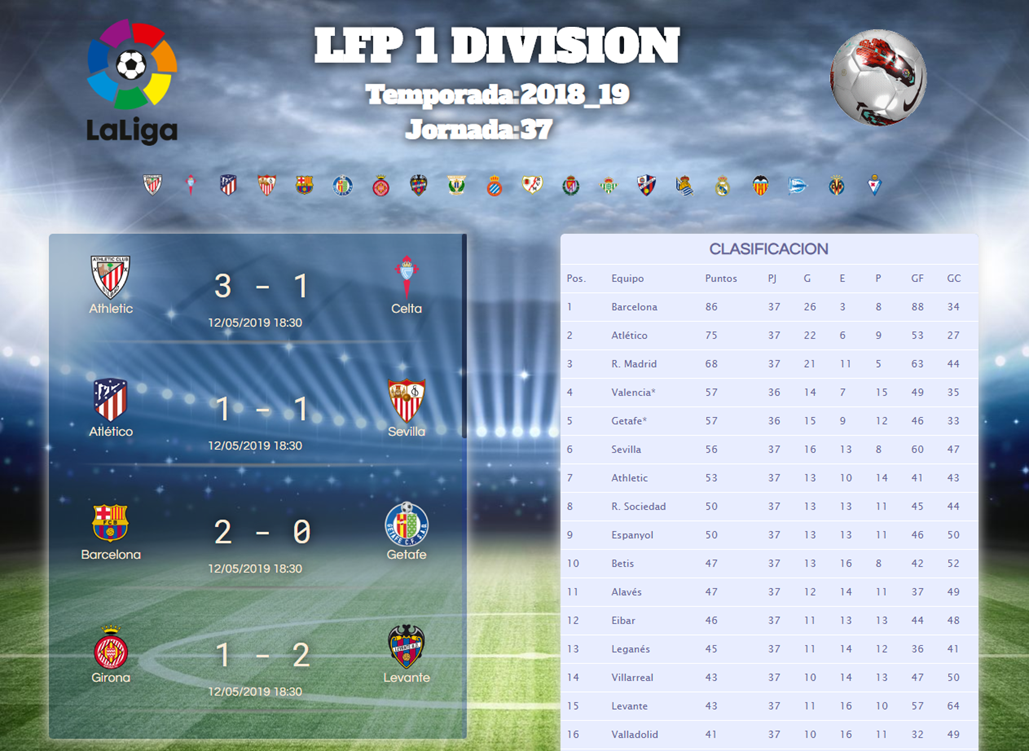 LFP 1 DIVISION
Temporada:2018_19
Jornada:37
LaLiga
3 - 1
Athletic
Celta
12/05/2019 18:30
1 - 1
Atlético
Sevilla
12/05/2019 18:30
2 - 0
Barcelona
Getafe
12/05/2019 18:30
1 - 2
Girona
Levante
12/05/2019 18:30
CLASIFICACION
Pos. Equipo Puntos PJ G E P GF GC
1 Barcelona 86 37 26 3 8 88 34
2 Atlético 75 37 22 6 9 53 27
3 R. Madrid 68 37 21 11 5 63 44
4 Valencia* 57 36 14 7 15 49 35
5 Getafe* 57 36 15 9 12 46 33
6 Sevilla 56 37 16 13 8 60 47
7 Athletic 53 37 13 10 14 41 43
8 R. Sociedad 50 37 13 13 11 45 44
9 Espanyol 50 37 13 13 11 46 50
10 Betis 47 37 13 16 8 42 52
11 Alavés 47 37 12 14 11 37 49
12 Eibar 46 37 11 13 13 44 48
13 Leganés 45 37 11 14 12 36 41
14 Villarreal 43 37 10 14 13 47 50
15 Levante 43 37 11 16 10 57 64
16 Valladolid 41 37 10 16 11 32 49